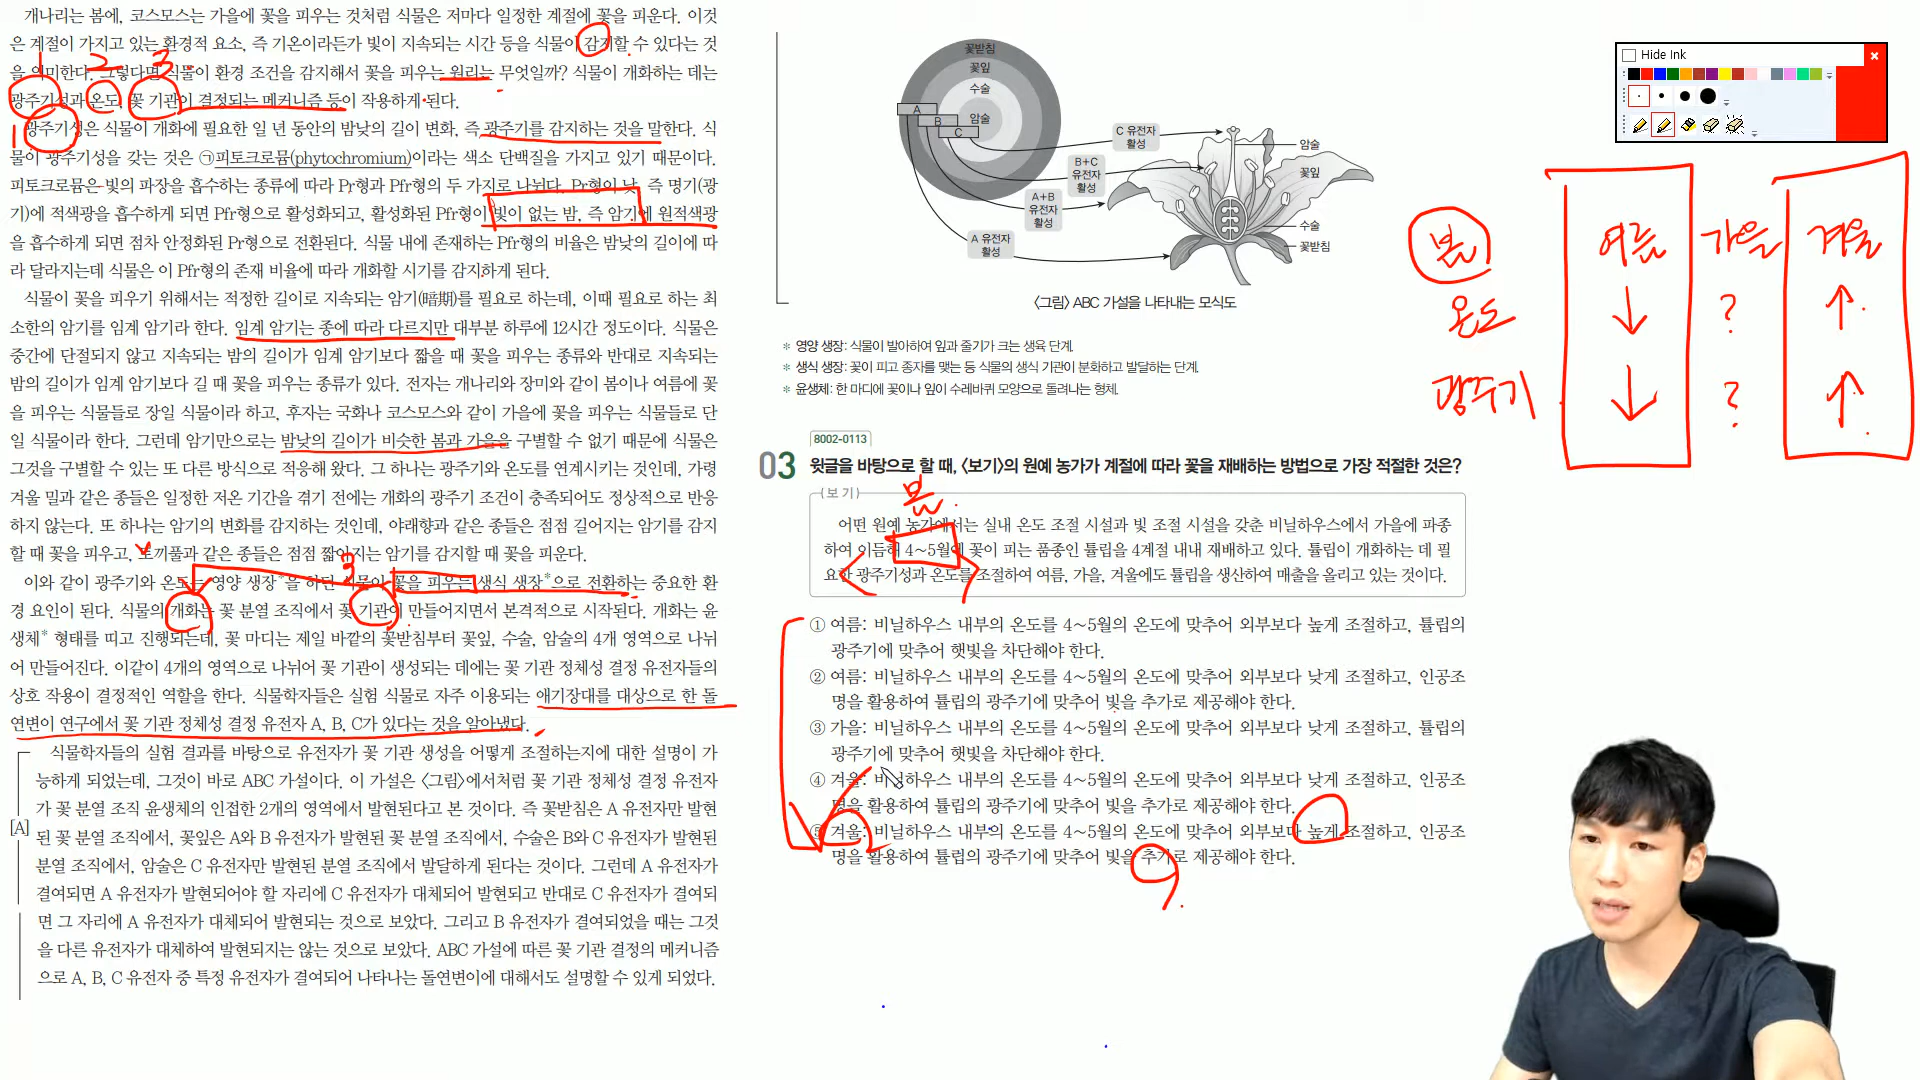 개나리는 봄에, 코스모스는 가을에 꽃을 피우는 것처럼 식물은 저마다 일정한 계절에 꽃을 피운다. 이것
은 계절이 가지고 있는 환경적 요소, 즉 기온이라든가 빛이 지속되는 시간 등을 식물이 감지할 수 있다는 것
을 의미한다. 그렇다면 식물이 환경 조건을 감지해서 꽃을 피우는 원리는 무엇일까? 식물이 개화하는 데는
광주기성과 온도, 꽃 기관이 결정되는 메커니즘 등이 작용하게 된다.
광주기성은 식물이 개화에 필요한 일 년 동안의 밤낮의 길이 변화, 즉 광주기를 감지하는 것을 말한다. 식
물이 광주기성을 갖는 것은 ㉠피토크로뮴(phytochromium)이라는 색소 단백질을 가지고 있기 때문이다.
피토크로뮴은 빛의 파장을 흡수하는 종류에 따라 Pr형과 Pfr형의 두 가지로 나뉜다. Pr형이 낮, 즉 명기(광
기)에 적색광을 흡수하게 되면 Pfr형으로 활성화되고, 활성화된 Pfr형이 빛이 없는 밤, 즉 암기에 원적색광
을 흡수하게 되면 점차 안정화된 Pr형으로 전환된다. 식물 내에 존재하는 Pfr형의 비율은 밤낮의 길이에 따
라 달라지는데 식물은 이 Pfr형의 존재 비율에 따라 개화할 시기를 감지하게 된다.
식물이 꽃을 피우기 위해서는 적정한 길이로 지속되는 암기(暗期)를 필요로 하는데, 이때 필요로 하는 최
소한의 암기를 임계 암기라 한다. 임계 암기는 종에 따라 다르지만 대부분 하루에 12시간 정도이다. 식물은
중간에 단절되지 않고 지속되는 밤의 길이가 임계 암기보다 짧을 때 꽃을 피우는 종류와 반대로 지속되는
밤의 길이가 임계 암기보다 길 때 꽃을 피우는 종류가 있다. 전자는 개나리와 장미와 같이 봄이나 여름에 꽃
을 피우는 식물들로 장일 식물이라 하고, 후자는 국화나 코스모스와 같이 가을에 꽃을 피우는 식물들로 단
일 식물이라 한다. 그런데 암기만으로는 밤낮의 길이가 비슷한 봄과 가을을 구별할 수 없기 때문에 식물은
그것을 구별할 수 있는 또 다른 방식으로 적응해 왔다. 그 하나는 광주기와 온도를 연계시키는 것인데, 가령
겨울 밀과 같은 종들은 일정한 저온 기간을 겪기 전에는 개화의 광주기 조건이 충족되어도 정상적으로 반응
하지 않는다. 또 하나는 암기의 변화를 감지하는 것인데, 야래향과 같은 종들은 점점 길어지는 암기를 감지
할 때 꽃을 피우고, 토끼풀과 같은 종들은 점점 짧아지는 암기를 감지할 때 꽃을 피운다.
이와 같이 광주기와 온도는 영양 생장*을 하던 식물이 꽃을 피우는 생식 생장*으로 전환하는 중요한 환
경 요인이 된다. 식물의 개화는 꽃 분열 조직에서 꽃 기관이 만들어지면서 본격적으로 시작된다. 개화는 윤
생체* 형태를 띠고 진행되는데, 꽃 마디는 제일 바깥의 꽃받침부터 꽃잎, 수술, 암술의 4개 영역으로 나뉘
어 만들어진다. 이같이 4개의 영역으로 나뉘어 꽃 기관이 생성되는 데에는 꽃 기관 정체성 결정 유전자들의
상호 작용이 결정적인 역할을 한다. 식물학자들은 실험 식물로 자주 이용되는 애기장대를 대상으로 한 돌
연변이 연구에서 꽃 기관 정체성 결정 유전자 A, B, C가 있다는 것을 알아냈다.
식물학자들의 실험 결과를 바탕으로 유전자가 꽃 기관 생성을 어떻게 조절하는지에 대한 설명이 가
능하게 되었는데, 그것이 바로 ABC 가설이다. 이 가설은 〈그림〉에서처럼 꽃 기관 정체성 결정 유전자
가 꽃 분열 조직 윤생체의 인접한 2개의 영역에서 발현된다고 본 것이다. 즉 꽃받침은 A 유전자만 발현
[A] 된 꽃 분열 조직에서, 꽃잎은 A와 B 유전자가 발현된 꽃 분열 조직에서, 수술은 B와 C 유전자가 발현된
분열 조직에서, 암술은 C 유전자만 발현된 분열 조직에서 발달하게 된다는 것이다. 그런데 A 유전자가
결여되면 A 유전자가 발현되어야 할 자리에 C 유전자가 대체되어 발현되고 반대로 C 유전자가 결여되
면 그 자리에 A 유전자가 대체되어 발현되는 것으로 보았다. 그리고 B 유전자가 결여되었을 때는 그것
을 다른 유전자가 대체하여 발현되지는 않는 것으로 보았다. ABC 가설에 따른 꽃 기관 결정의 메커니즘
으로 A, B, C 유전자 중 특정 유전자가 결여되어 나타나는 돌연변이에 대해서도 설명할 수 있게 되었다.
1 2 3
1
3
꽃받침
꽃잎
수술
암술
A
B
C
C 유전자
활성
B+C
유전자
활성
A+B
유전자
활성
A 유전자
활성
암술
꽃잎
수술
꽃받침
〈그림〉 ABC 가설을 나타내는 모식도
* 영양 생장: 식물이 발아하여 잎과 줄기가 크는 생육 단계.
* 생식 생장: 꽃이 피고 종자를 맺는 등 식물의 생식 기관이 분화하고 발달하는 단계.
* 윤생체: 한 마디에 꽃이나 잎이 수레바퀴 모양으로 돌려나는 형체.
8002-0113
03 윗글을 바탕으로 할 때, 〈보기〉의 원예 농가가 계절에 따라 꽃을 재배하는 방법으로 가장 적절한 것은?
〈보기〉
봄
어떤 원예 농가에서는 실내 온도 조절 시설과 빛 조절 시설을 갖춘 비닐하우스에서 가을에 파종
하여 이듬해 4~5월에 꽃이 피는 품종인 튤립을 4계절 내내 재배하고 있다. 튤립이 개화하는 데 필
요한 광주기성과 온도를 조절하여 여름, 가을, 겨울에도 튤립을 생산하여 매출을 올리고 있는 것이다.
① 여름: 비닐하우스 내부의 온도를 4~5월의 온도에 맞추어 외부보다 높게 조절하고, 튤립의
광주기에 맞추어 햇빛을 차단해야 한다.
② 여름: 비닐하우스 내부의 온도를 4~5월의 온도에 맞추어 외부보다 낮게 조절하고, 인공조
명을 활용하여 튤립의 광주기에 맞추어 빛을 추가로 제공해야 한다.
③ 가을: 비닐하우스 내부의 온도를 4~5월의 온도에 맞추어 외부보다 낮게 조절하고, 튤립의
광주기에 맞추어 햇빛을 차단해야 한다.
④ 겨울: 비닐하우스 내부의 온도를 4~5월의 온도에 맞추어 외부보다 낮게 조절하고, 인공조
명을 활용하여 튤립의 광주기에 맞추어 빛을 추가로 제공해야 한다.
⑤ 겨울: 비닐하우스 내부의 온도를 4~5월의 온도에 맞추어 외부보다 높게 조절하고, 인공조
명을 활용하여 튤립의 광주기에 맞추어 빛을 추가로 제공해야 한다.
Hide Ink
봄 여름 가을 겨울
온도 ↓ ? ↑
광주기 ↓ ? ↑